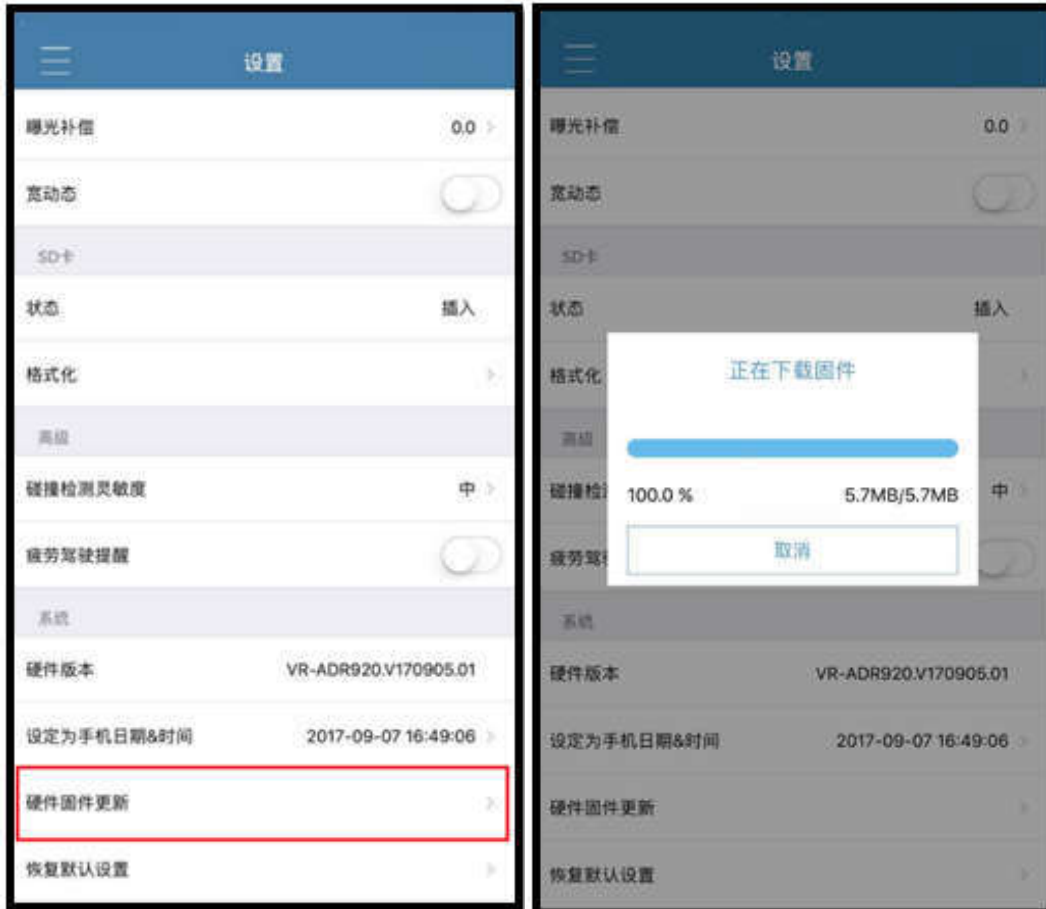 设置
曝光补偿 0.0
宽动态
SD卡
状态 插入
格式化
高级
碰撞检测灵敏度 中
疲劳驾驶提醒
系统
硬件版本 VR-ADR920.V170905.01
设定为手机日期&时间 2017-09-07 16:49:06
硬件固件更新
恢复默认设置
设置
曝光补偿 0.0
宽动态
SD卡
状态 插入
格式化
正在下载固件
高级
碰撞检 中
100.0 % 5.7MB/5.7MB
疲劳驾
取消
系统
硬件版本 VR-ADR920.V170905.01
设定为手机日期&时间 2017-09-07 16:49:06
硬件固件更新
恢复默认设置